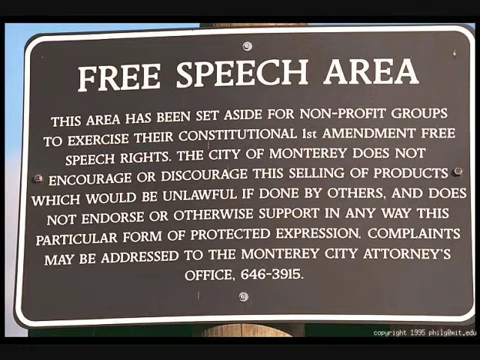 FREE SPEECH AREA
THIS AREA HAS BEEN SET ASIDE FOR NON-PROFIT GROUPS
TO EXERCISE THEIR CONSTITUTIONAL 1st AMENDMENT FREE
SPEECH RIGHTS. THE CITY OF MONTEREY DOES NOT
ENCOURAGE OR DISCOURAGE THIS SELLING OF PRODUCTS
WHICH WOULD BE UNLAWFUL IF DONE BY OTHERS, AND DOES
NOT ENDORSE OR OTHERWISE SUPPORT IN ANY WAY THIS
PARTICULAR FORM OF PROTECTED EXPRESSION. COMPLAINTS
MAY BE ADDRESSED TO THE MONTEREY CITY ATTORNEY'S
OFFICE, 646-3915.
copyright 1995 philg@mit.edu